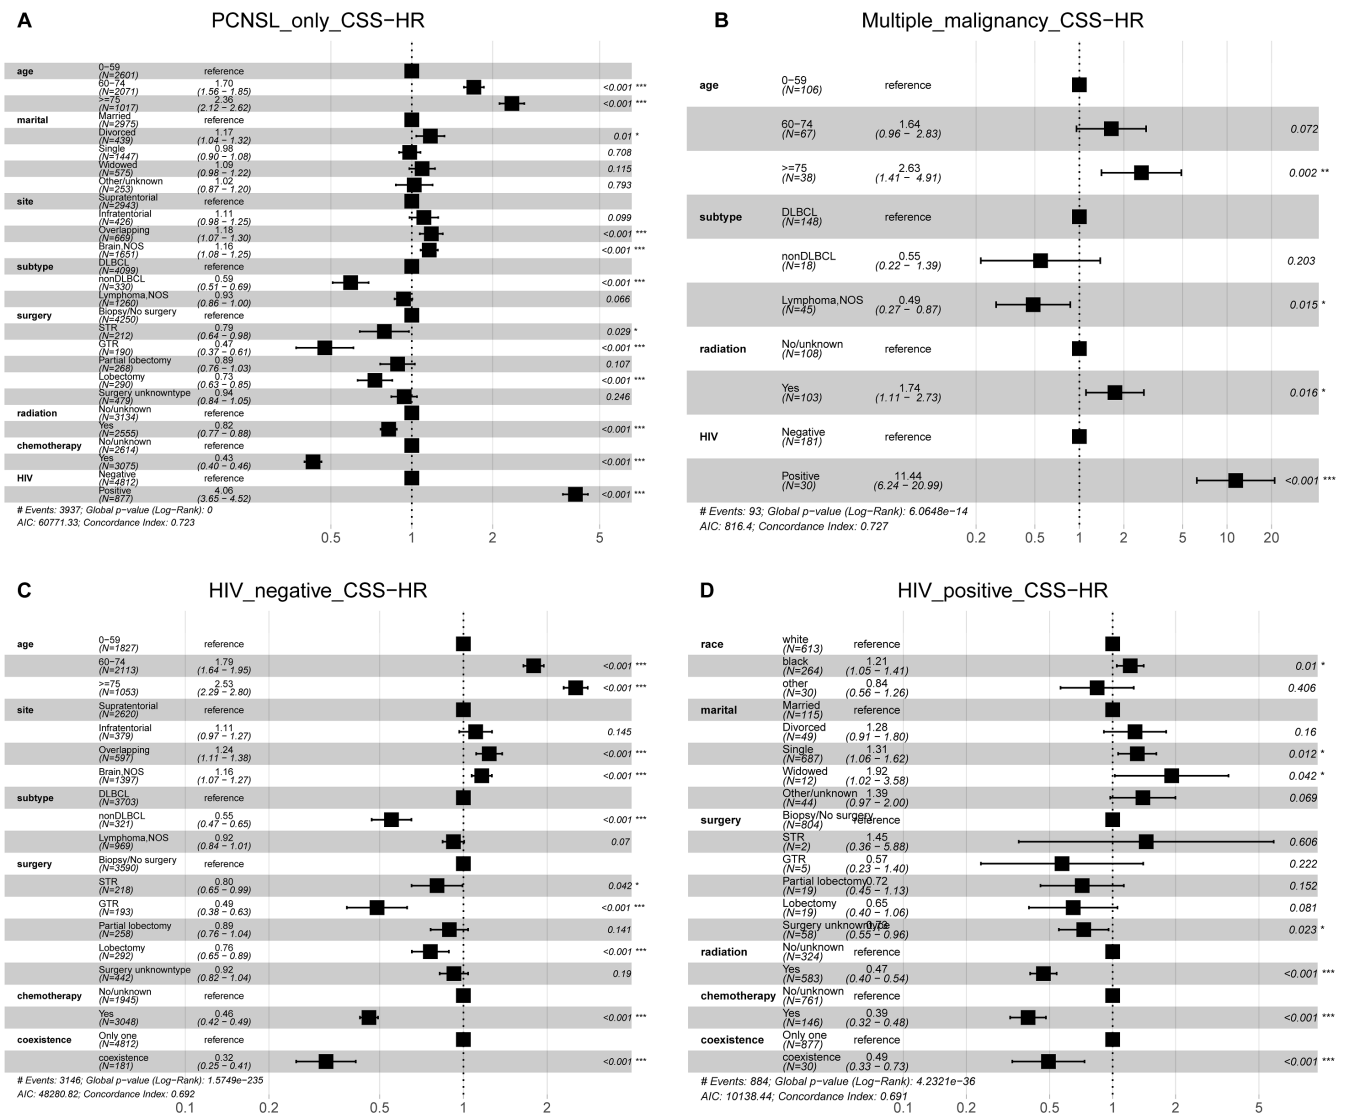 A PCNSL_only_CSS−HR
age 0−59 (N=2601) reference
60−74 (N=2071) 1.70 (1.56 − 1.85) <0.001 ***
>=75 (N=1017) 2.36 (2.12 − 2.62) <0.001 ***
marital Married (N=2975) reference
Divorced (N=439) 1.17 (1.04 − 1.32) 0.01 *
Single (N=1447) 0.98 (0.90 − 1.08) 0.708
Widowed (N=575) 1.09 (0.98 − 1.22) 0.115
Other/unknown (N=253) 1.02 (0.87 − 1.20) 0.793
site Supratentorial (N=2943) reference
Infratentorial (N=426) 1.11 (0.98 − 1.25) 0.099
Overlapping (N=669) 1.18 (1.07 − 1.30) <0.001 ***
Brain,NOS (N=1651) 1.16 (1.08 − 1.25) <0.001 ***
subtype DLBCL (N=4099) reference
nonDLBCL (N=330) 0.59 (0.51 − 0.69) <0.001 ***
Lymphoma,NOS (N=1260) 0.93 (0.86 − 1.00) 0.066
surgery Biopsy/No surgery (N=4250) reference
STR (N=212) 0.79 (0.64 − 0.98) 0.029 *
GTR (N=190) 0.47 (0.37 − 0.61) <0.001 ***
Partial lobectomy (N=268) 0.89 (0.76 − 1.03) 0.107
Lobectomy (N=290) 0.73 (0.63 − 0.85) <0.001 ***
Surgery unknowntype (N=479) 0.94 (0.84 − 1.05) 0.246
radiation No/unknown (N=3134) reference
Yes (N=2555) 0.82 (0.77 − 0.88) <0.001 ***
chemotherapy No/unknown (N=2614) reference
Yes (N=3075) 0.43 (0.40 − 0.46) <0.001 ***
HIV Negative (N=4812) reference
Positive (N=877) 4.06 (3.65 − 4.52) <0.001 ***
# Events: 3937; Global p−value (Log−Rank): 0
AIC: 60771.33; Concordance Index: 0.723
0.5 1 2 5
B Multiple_malignancy_CSS−HR
age 0−59 (N=106) reference
60−74 (N=67) 1.64 (0.96 − 2.83) 0.072
>=75 (N=38) 2.63 (1.41 − 4.91) 0.002 **
subtype DLBCL (N=148) reference
nonDLBCL (N=18) 0.55 (0.22 − 1.39) 0.203
Lymphoma,NOS (N=45) 0.49 (0.27 − 0.87) 0.015 *
radiation No/unknown (N=108) reference
Yes (N=103) 1.74 (1.11 − 2.73) 0.016 *
HIV Negative (N=181) reference
Positive (N=30) 11.44 (6.24 − 20.99) <0.001 ***
# Events: 93; Global p−value (Log−Rank): 6.0648e−14
AIC: 816.4; Concordance Index: 0.727
0.2 0.5 1 2 5 10 20
C HIV_negative_CSS−HR
age 0−59 (N=1827) reference
60−74 (N=2113) 1.79 (1.64 − 1.95) <0.001 ***
>=75 (N=1053) 2.53 (2.29 − 2.80) <0.001 ***
site Supratentorial (N=2620) reference
Infratentorial (N=379) 1.11 (0.97 − 1.27) 0.145
Overlapping (N=597) 1.24 (1.11 − 1.38) <0.001 ***
Brain,NOS (N=1397) 1.16 (1.07 − 1.27) <0.001 ***
subtype DLBCL (N=3703) reference
nonDLBCL (N=321) 0.55 (0.47 − 0.65) <0.001 ***
Lymphoma,NOS (N=969) 0.92 (0.84 − 1.01) 0.07
surgery Biopsy/No surgery (N=3590) reference
STR (N=218) 0.80 (0.65 − 0.99) 0.042 *
GTR (N=193) 0.49 (0.38 − 0.63) <0.001 ***
Partial lobectomy (N=258) 0.89 (0.76 − 1.04) 0.141
Lobectomy (N=292) 0.76 (0.65 − 0.89) <0.001 ***
Surgery unknowntype (N=442) 0.92 (0.82 − 1.04) 0.19
chemotherapy No/unknown (N=1945) reference
Yes (N=3048) 0.46 (0.42 − 0.49) <0.001 ***
coexistence Only one (N=4812) reference
coexistence (N=181) 0.32 (0.25 − 0.41) <0.001 ***
# Events: 3146; Global p−value (Log−Rank): 1.5749e−235
AIC: 48280.82; Concordance Index: 0.692
0.1 0.2 0.5 1 2
D HIV_positive_CSS−HR
race white (N=613) reference
black (N=264) 1.21 (1.05 − 1.41) 0.01 *
other (N=30) 0.84 (0.56 − 1.26) 0.406
marital Married (N=115) reference
Divorced (N=49) 1.28 (0.91 − 1.80) 0.16
Single (N=687) 1.31 (1.06 − 1.62) 0.012 *
Widowed (N=12) 1.92 (1.02 − 3.58) 0.042 *
Other/unknown (N=44) 1.39 (0.97 − 2.00) 0.069
surgery Biopsy/No surgery (N=804) reference
STR (N=2) 1.45 (0.36 − 5.88) 0.606
GTR (N=5) 0.57 (0.23 − 1.40) 0.222
Partial lobectomy (N=19) 0.72 (0.45 − 1.13) 0.152
Lobectomy (N=19) 0.65 (0.40 − 1.06) 0.081
Surgery unknowntype (N=58) (0.55 − 0.96) 0.023 *
radiation No/unknown (N=324) reference
Yes (N=583) 0.47 (0.40 − 0.54) <0.001 ***
chemotherapy No/unknown (N=761) reference
Yes (N=146) 0.39 (0.32 − 0.48) <0.001 ***
coexistence Only one (N=877) reference
coexistence (N=30) 0.49 (0.33 − 0.73) <0.001 ***
# Events: 884; Global p−value (Log−Rank): 4.2321e−36
AIC: 10138.44; Concordance Index: 0.691
0.1 0.2 0.5 1 2 5